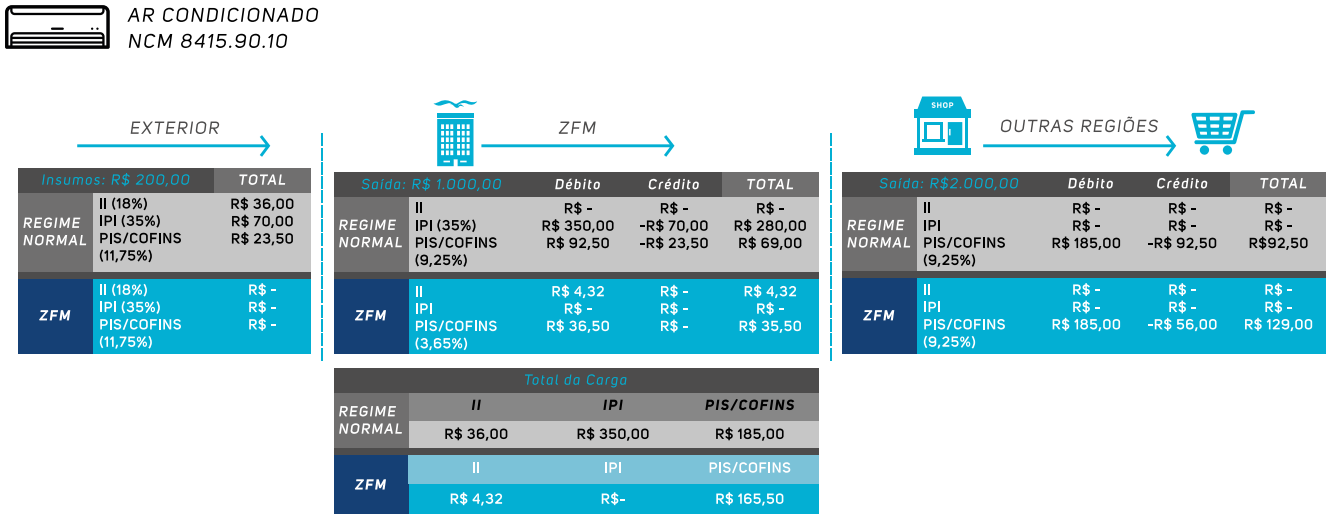 AR CONDICIONADO
NCM 8415.90.10
EXTERIOR
Insumos: R$ 200,00 TOTAL
REGIME NORMAL
II (18%) R$ 36,00
IPI (35%) R$ 70,00
PIS/COFINS R$ 23,50
(11,75%)
ZFM
II (18%) R$ -
IPI (35%) R$ -
PIS/COFINS R$ -
(11,75%)
ZFM
Saída: R$ 1.000,00 Débito Crédito TOTAL
REGIME NORMAL
II R$ - R$ - R$ -
IPI (35%) R$ 350,00 -R$ 70,00 R$ 280,00
PIS/COFINS R$ 92,50 -R$ 23,50 R$ 69,00
(9,25%)
ZFM
II R$ 4,32 R$ - R$ 4,32
IPI R$ - R$ - R$ -
PIS/COFINS R$ 36,50 R$ - R$ 35,50
(3,65%)
SHOP
OUTRAS REGIÕES
Saída: R$2.000,00 Débito Crédito TOTAL
REGIME NORMAL
II R$ - R$ - R$ -
IPI R$ - R$ - R$ -
PIS/COFINS R$ 185,00 -R$ 92,50 R$92,50
(9,25%)
ZFM
II R$ - R$ - R$ -
IPI R$ - R$ - R$ -
PIS/COFINS R$ 185,00 -R$ 56,00 R$ 129,00
(9,25%)
Total da Carga
REGIME NORMAL
II IPI PIS/COFINS
R$ 36,00 R$ 350,00 R$ 185,00
ZFM
II IPI PIS/COFINS
R$ 4,32 R$- R$ 165,50